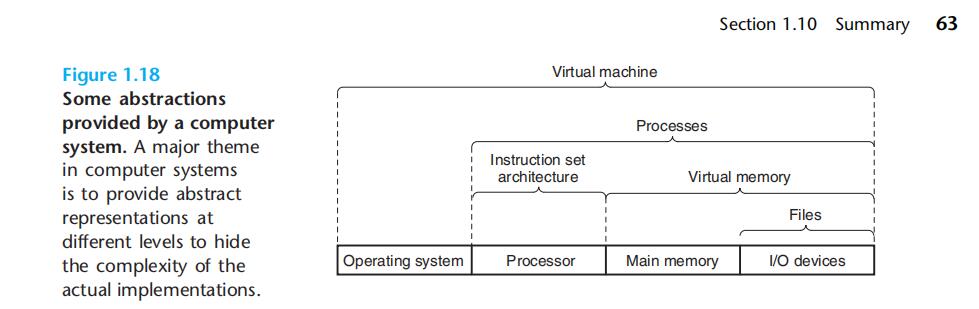 Section 1.10 Summary 63
Figure 1.18
Some abstractions
provided by a computer
system. A major theme
in computer systems
is to provide abstract
representations at
different levels to hide
the complexity of the
actual implementations.
Virtual machine
Processes
Instruction set
architecture
Virtual memory
Files
Operating system
Processor
Main memory
I/O devices